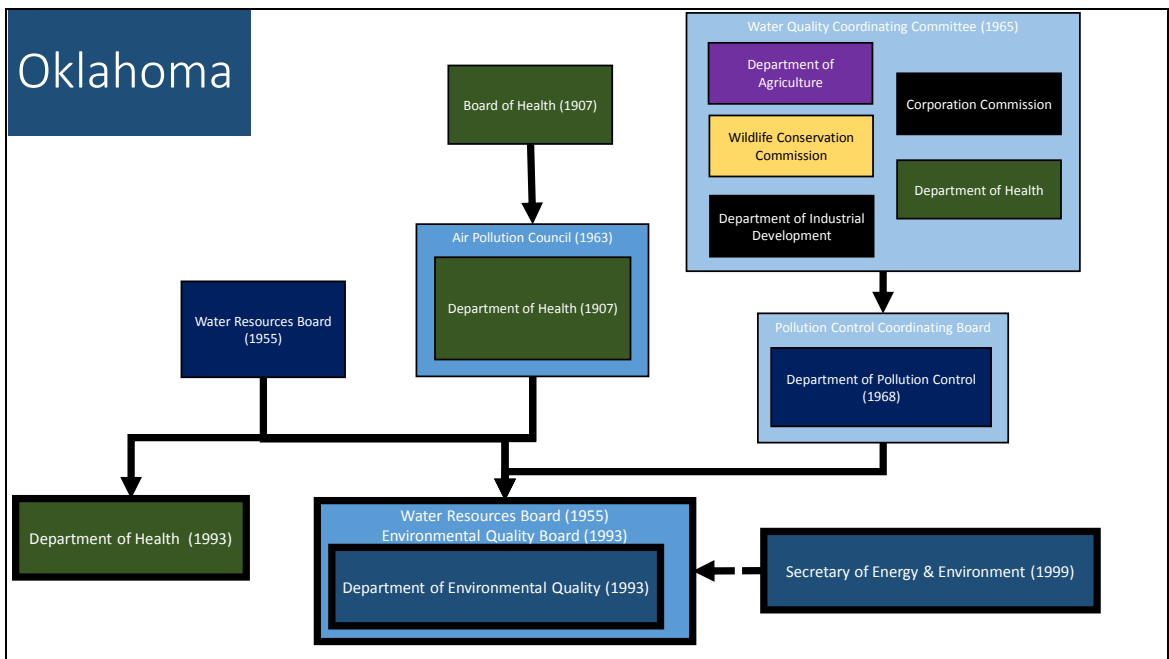 Oklahoma
Water Quality Coordinating Committee (1965)
Department of
Agriculture
Corporation Commission
Wildlife Conservation
Commission
Department of Health
Department of Industrial
Development
Board of Health (1907)
Air Pollution Council (1963)
Department of Health (1907)
Water Resources Board
(1955)
Pollution Control Coordinating Board
Department of Pollution Control
(1968)
Department of Health (1993)
Water Resources Board (1955)
Environmental Quality Board (1993)
Department of Environmental Quality (1993)
Secretary of Energy & Environment (1999)